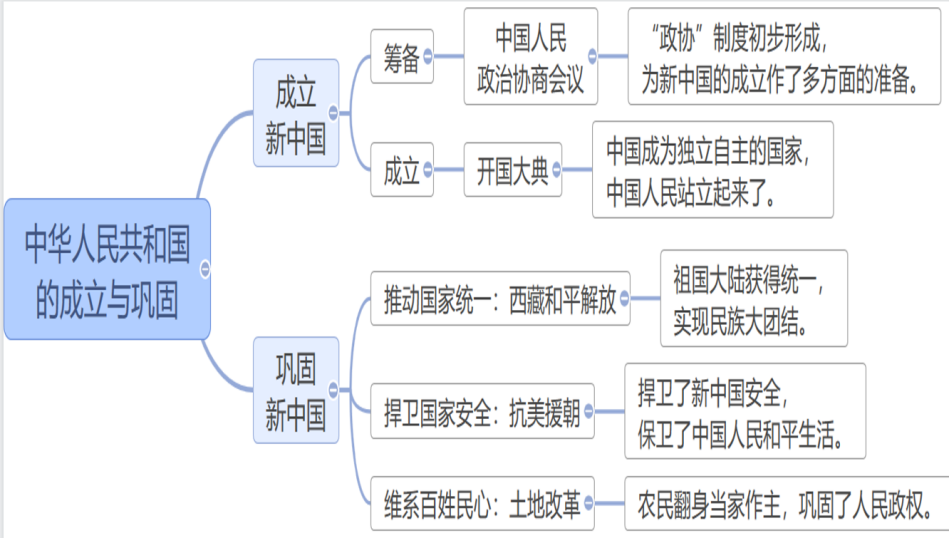 中华人民共和国
的成立与巩固
成立
新中国
筹备
中国人民
政治协商会议
“政协”制度初步形成，
为新中国的成立作了多方面的准备。
成立
开国大典
中国成为独立自主的国家，
中国人民站立起来了。
巩固
新中国
推动国家统一：西藏和平解放
祖国大陆获得统一，
实现民族大团结。
捍卫国家安全：抗美援朝
捍卫了新中国安全，
保卫了中国人民和平生活。
维系百姓民心：土地改革
农民翻身当家作主，巩固了人民政权。